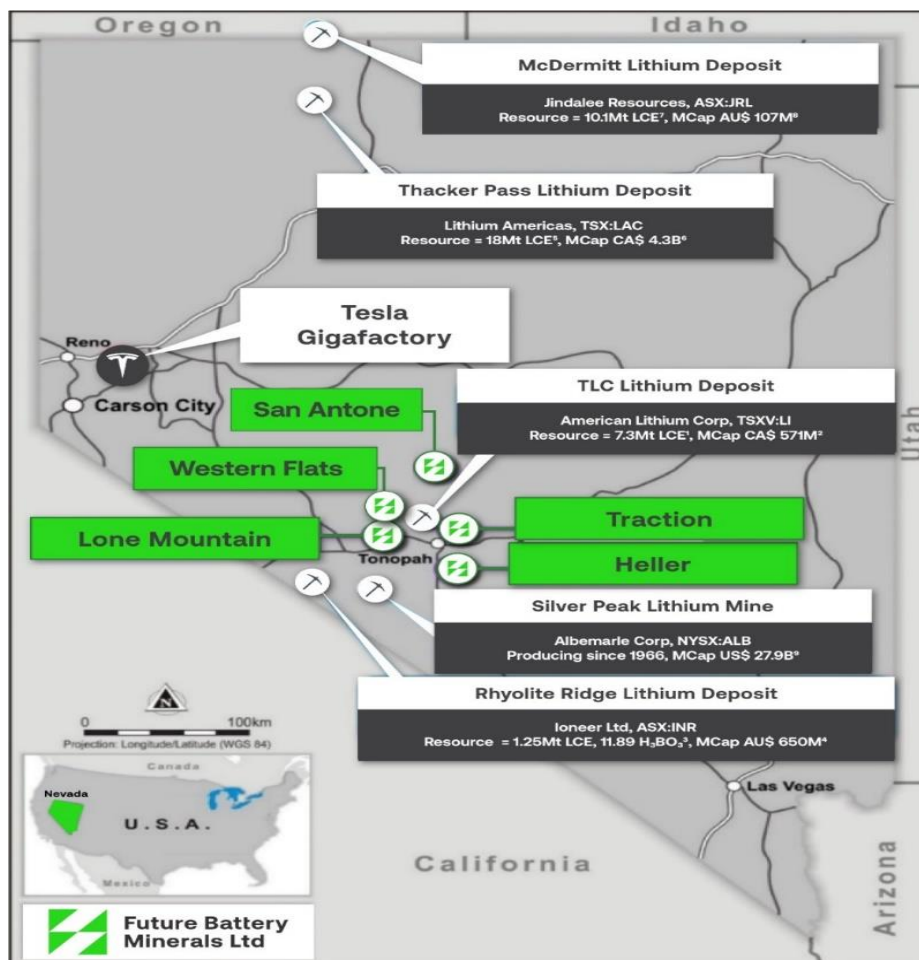 Oregon
Idaho
McDermitt Lithium Deposit
Jindalee Resources, ASX:JRL
Resource = 10.1Mt LCE⁷, MCap AU$ 107M⁸
Thacker Pass Lithium Deposit
Lithium Americas, TSX:LAC
Resource = 18Mt LCE⁵, MCap CA$ 4.3B⁶
Tesla
Gigafactory
Reno
Carson City
TLC Lithium Deposit
American Lithium Corp, TSXV:LI
Resource = 7.3Mt LCE¹, MCap CA$ 571M²
Utah
San Antone
Western Flats
Lone Mountain
Traction
Tonopah
Heller
Silver Peak Lithium Mine
Albemarle Corp, NYSX:ALB
Producing since 1966, MCap US$ 27.9B⁹
Rhyolite Ridge Lithium Deposit
Ioneer Ltd, ASX:INR
Resource = 1.25Mt LCE, 11.89 H₃BO₃³, MCap AU$ 650M⁴
N
0 100km
Projection: Longitude/Latitude (WGS 84)
Las Vegas
California
Arizona
Canada
Nevada
U.S.A.
Mexico
Future Battery
Minerals Ltd